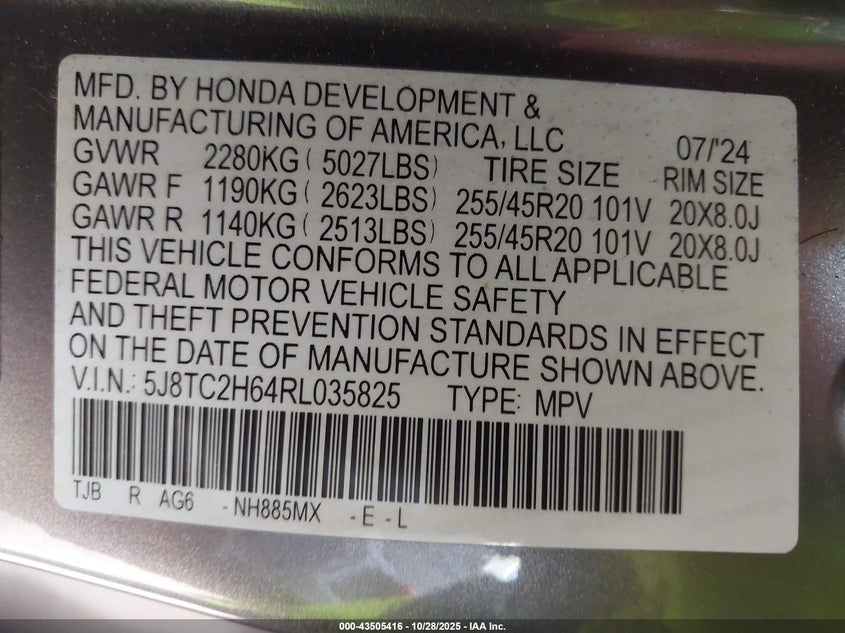 MFD. BY HONDA DEVELOPMENT &
MANUFACTURING OF AMERICA, LLC 07/'24
GVWR 2280KG ( 5027LBS) TIRE SIZE RIM SIZE
GAWR F 1190KG ( 2623LBS) 255/45R20 101V 20X8.0J
GAWR R 1140KG ( 2513LBS) 255/45R20 101V 20X8.0J
THIS VEHICLE CONFORMS TO ALL APPLICABLE
FEDERAL MOTOR VEHICLE SAFETY
AND THEFT PREVENTION STANDARDS IN EFFECT
ON THE DATE OF MANUFACTURE SHOWN ABOVE.
V.I.N.: 5J8TC2H64RL035825 TYPE: MPV
TJB R AG6 -NH885MX -E -L
000-43505416 - 10/28/2025 - IAA Inc.